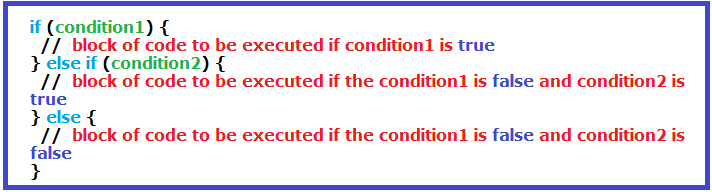 if (condition1) {
// block of code to be executed if condition1 is true
} else if (condition2) {
// block of code to be executed if the condition1 is false and condition2 is
true
} else {
// block of code to be executed if the condition1 is false and condition2 is
false
}